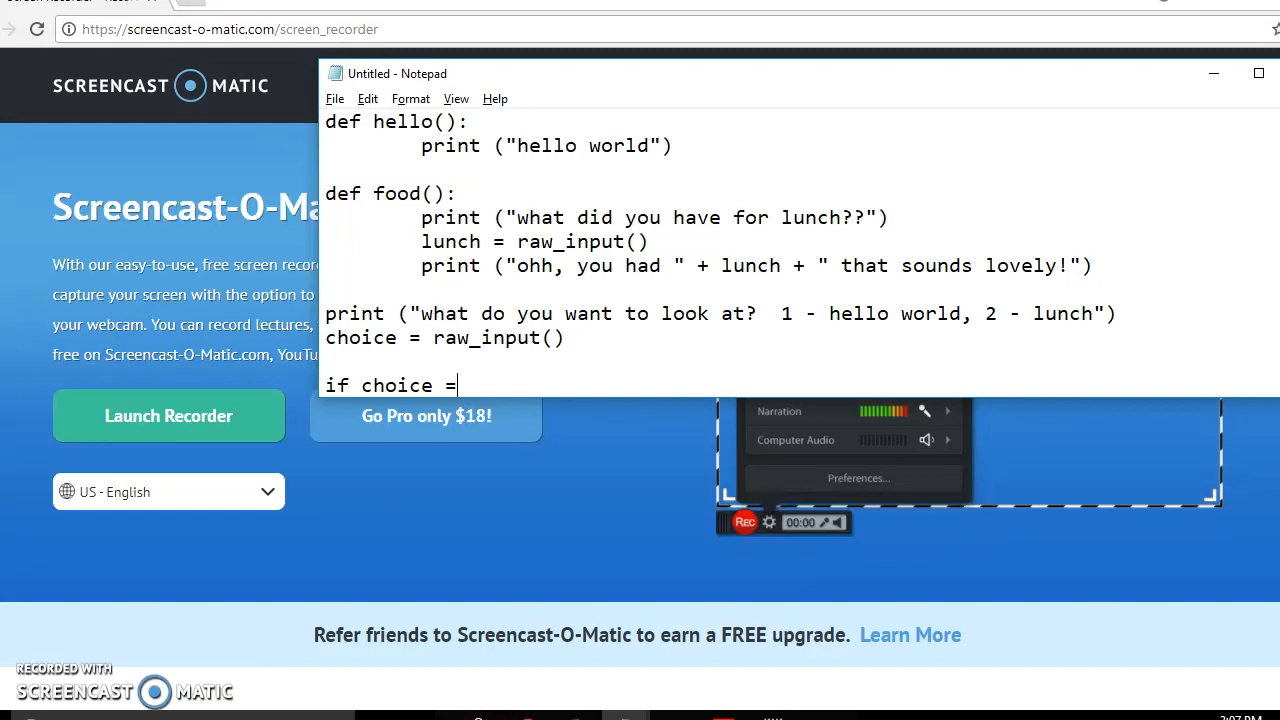 https://screencast-o-matic.com/screen_recorder
SCREENCAST MATIC
Untitled - Notepad
File Edit Format View Help
def hello():
print ("hello world")
def food():
print ("what did you have for lunch??")
lunch = raw_input()
print ("ohh, you had " + lunch + " that sounds lovely!")
print ("what do you want to look at?  1 - hello world, 2 - lunch")
choice = raw_input()
if choice =
Screencast-O-Ma
With our easy-to-use, free screen recor
capture your screen with the option to
your webcam. You can record lectures,
free on Screencast-O-Matic.com, YouTu
Launch Recorder
Go Pro only $18!
US - English
Narration
Computer Audio
Preferences...
REC 00:00
Refer friends to Screencast-O-Matic to earn a FREE upgrade. Learn More
RECORDED WITH
SCREENCAST MATIC